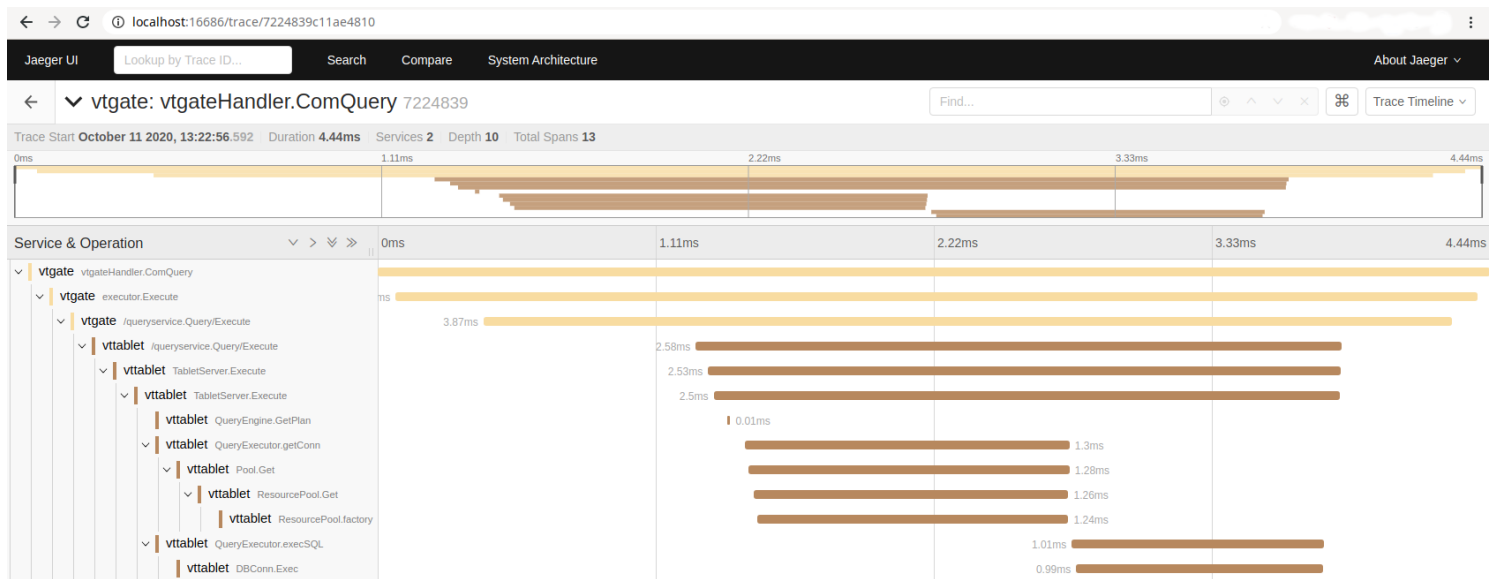 localhost:16686/trace/7224839c11ae4810
Jaeger UI Lookup by Trace ID... Search Compare System Architecture About Jaeger
vtgate: vtgateHandler.ComQuery 7224839 Find... ⌘ Trace Timeline
Trace Start October 11 2020, 13:22:56.592 Duration 4.44ms Services 2 Depth 10 Total Spans 13
0ms 1.11ms 2.22ms 3.33ms 4.44ms
Service & Operation 0ms 1.11ms 2.22ms 3.33ms 4.44ms
vtgate vtgateHandler.ComQuery
vtgate executor.Execute ms
vtgate /queryservice.Query/Execute 3.87ms
vttablet /queryservice.Query/Execute 2.58ms
vttablet TabletServer.Execute 2.53ms
vttablet TabletServer.Execute 2.5ms
vttablet QueryEngine.GetPlan 0.01ms
vttablet QueryExecutor.getConn 1.3ms
vttablet Pool.Get 1.28ms
vttablet ResourcePool.Get 1.26ms
vttablet ResourcePool.factory 1.24ms
vttablet QueryExecutor.execSQL 1.01ms
vttablet DBConn.Exec 0.99ms